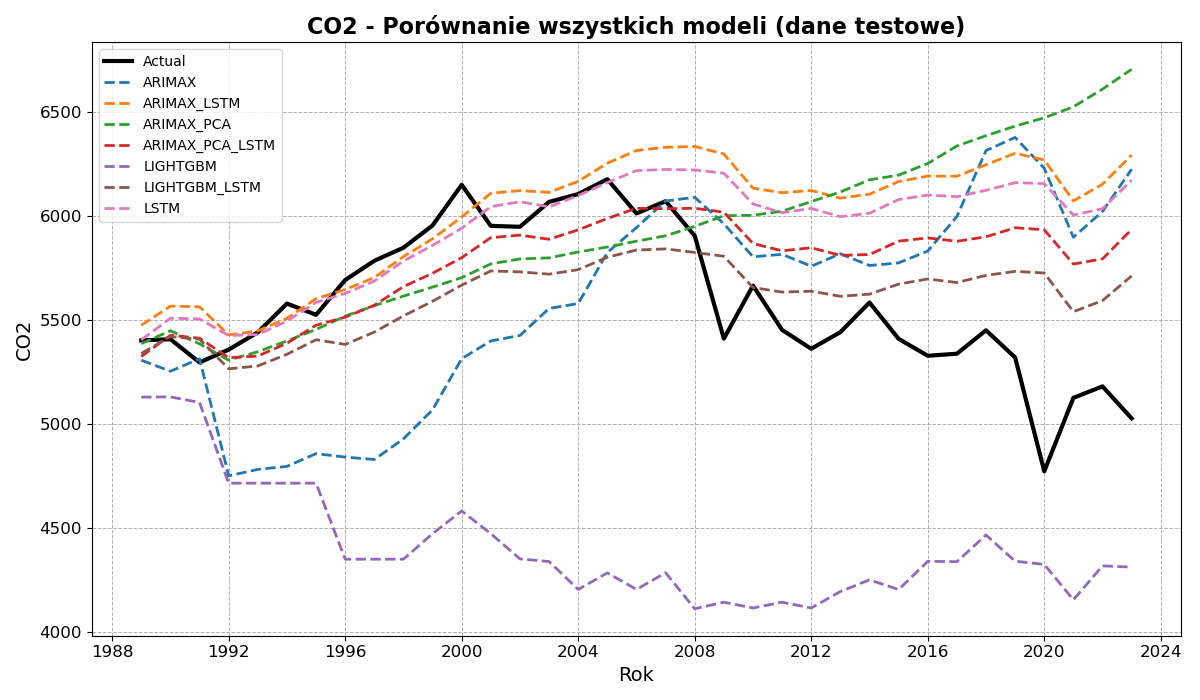 CO2 - Porównanie wszystkich modeli (dane testowe)
Actual
ARIMAX
ARIMAX_LSTM
ARIMAX_PCA
ARIMAX_PCA_LSTM
LIGHTGBM
LIGHTGBM_LSTM
LSTM
CO2
6500
6000
5500
5000
4500
4000
1988 1992 1996 2000 2004 2008 2012 2016 2020 2024
Rok